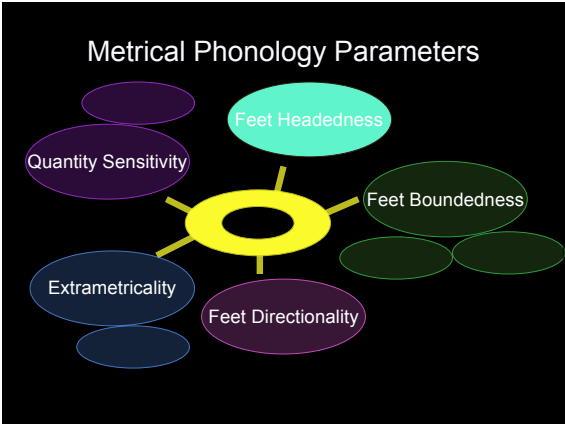 Metrical Phonology Parameters
Feet Headedness
Quantity Sensitivity
Feet Boundedness
Extrametricality
Feet Directionality